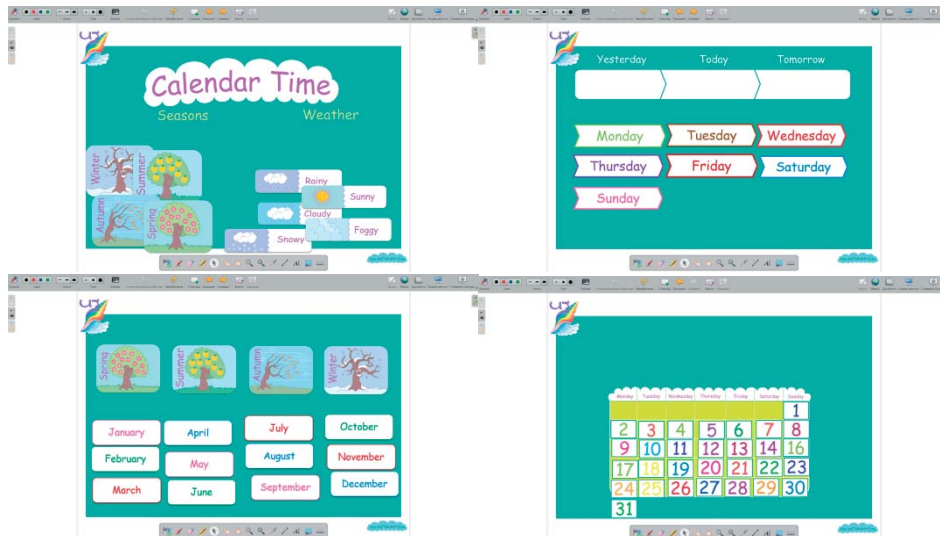 Calendar Time
Seasons Weather
Winter
Summer
Autumn
Spring
Rainy
Sunny
Cloudy
Foggy
Snowy
Yesterday Today Tomorrow
Monday Tuesday Wednesday
Thursday Friday Saturday
Sunday
Spring Summer Autumn Winter
January April July October
February May August November
March June September December
Monday Tuesday Wednesday Thursday Friday Saturday Sunday
1
2 3 4 5 6 7 8
9 10 11 12 13 14 16
17 18 19 20 21 22 23
24 25 26 27 28 29 30
31